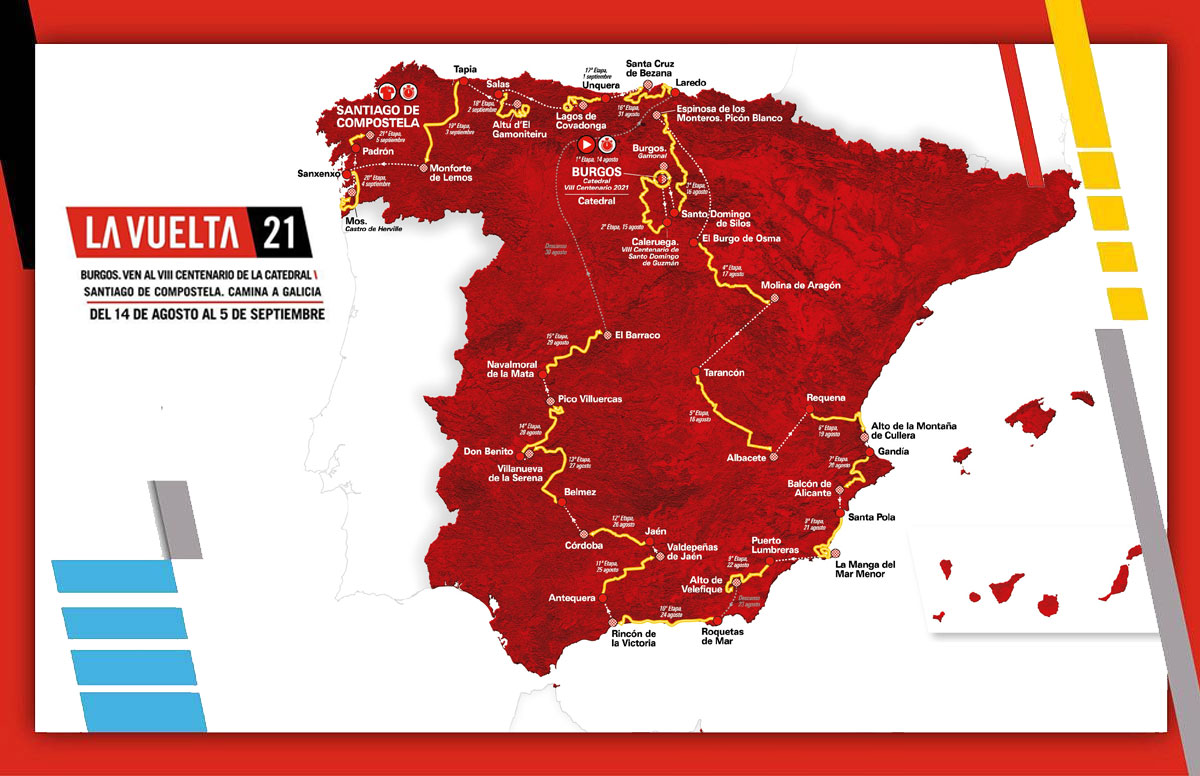 LA VUELTA 21
BURGOS. VEN AL VIII CENTENARIO DE LA CATEDRAL \
SANTIAGO DE COMPOSTELA. CAMINA A GALICIA
DEL 14 DE AGOSTO AL 5 DE SEPTIEMBRE
Tapia
Salas
17ª Etapa,
1 septiembre
Unquera
Santa Cruz
de Bezana
Laredo
18ª Etapa,
2 septiembre
Altu d'El
Gamoniteiru
Lagos de
Covadonga
16ª Etapa,
31 agosto
Espinosa de los
Monteros. Picón Blanco
SANTIAGO DE
COMPOSTELA
21ª Etapa,
5 septiembre
Padrón
19ª Etapa,
3 septiembre
Monforte
de Lemos
Sanxenxo
20ª Etapa,
4 septiembre
Mos.
Castro de Herville
1ª Etapa, 14 agosto
BURGOS
Catedral
VIII Centenario 2021
Catedral
Burgos.
Gamonal
3ª Etapa,
16 agosto
2ª Etapa, 15 agosto
Santo Domingo
de Silos
Caleruega.
VIII Centenario de
Santo Domingo
de Guzmán
El Burgo de Osma
Descanso
30 agosto
4ª Etapa,
17 agosto
Molina de Aragón
15ª Etapa,
29 agosto
El Barraco
Navalmoral
de la Mata
Tarancón
Pico Villuercas
5ª Etapa,
18 agosto
Requena
6ª Etapa,
19 agosto
Alto de la Montaña
de Cullera
14ª Etapa,
28 agosto
Don Benito
Villanueva
de la Serena
13ª Etapa,
27 agosto
Albacete
7ª Etapa,
20 agosto
Gandía
Balcón de
Alicante
Belmez
Santa Pola
8ª Etapa,
21 agosto
12ª Etapa,
26 agosto
Jaén
Córdoba
Valdepeñas
de Jaén
Puerto
Lumbreras
9ª Etapa,
22 agosto
La Manga del
Mar Menor
11ª Etapa,
25 agosto
Alto de
Velefique
Antequera
Descanso
23 agosto
10ª Etapa,
24 agosto
Rincón de
la Victoria
Roquetas
de Mar